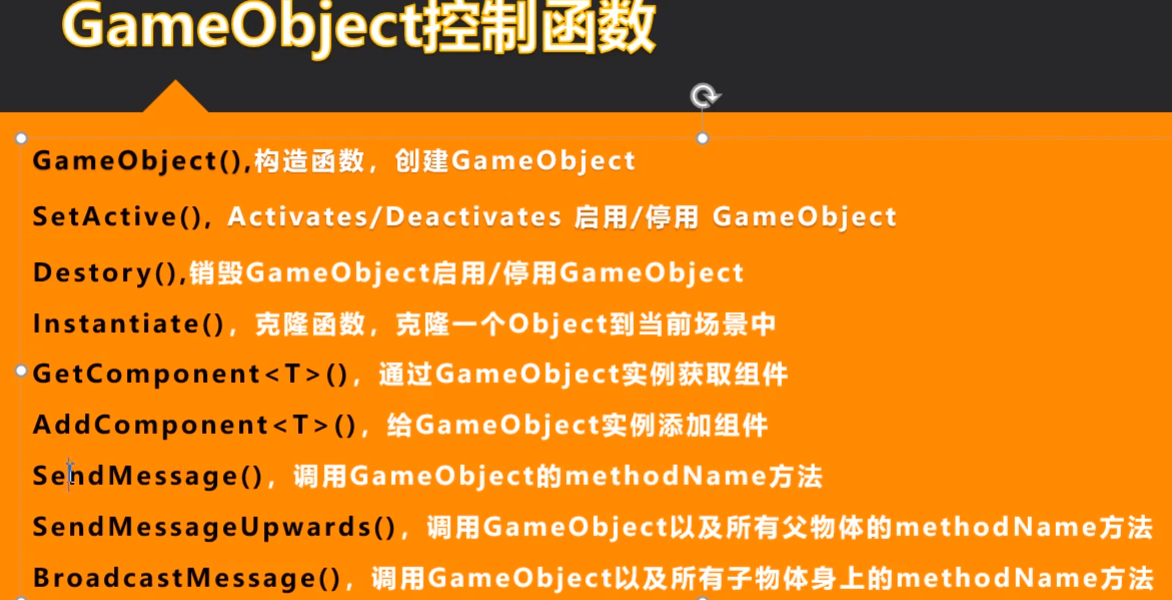 GameObject控制函数
GameObject(),构造函数，创建GameObject
SetActive(), Activates/Deactivates 启用/停用 GameObject
Destory(),销毁GameObject启用/停用GameObject
Instantiate()，克隆函数，克隆一个Object到当前场景中
GetComponent<T>()，通过GameObject实例获取组件
AddComponent<T>()，给GameObject实例添加组件
SendMessage()，调用GameObject的methodName方法
SendMessageUpwards()，调用GameObject以及所有父物体的methodName方法
BroadcastMessage()，调用GameObject以及所有子物体身上的methodName方法